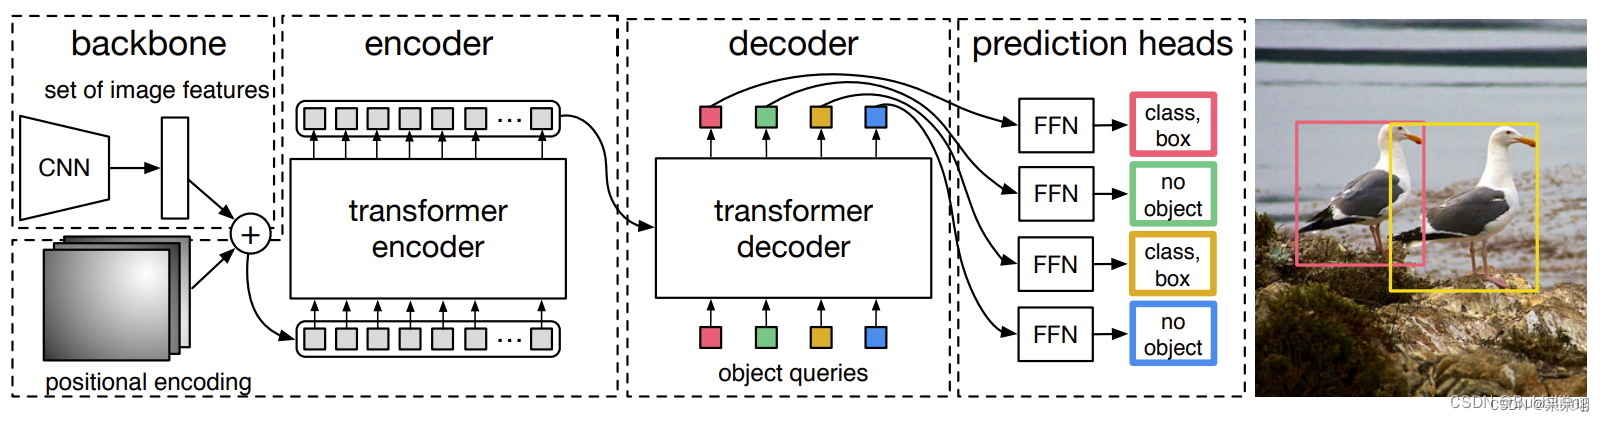 backbone
set of image features
CNN
+
positional encoding
encoder
...
transformer
encoder
...
decoder
transformer
decoder
object queries
prediction heads
FFN
class,
box
FFN
no
object
FFN
class,
box
FFN
no
object
CSDN
CSDN